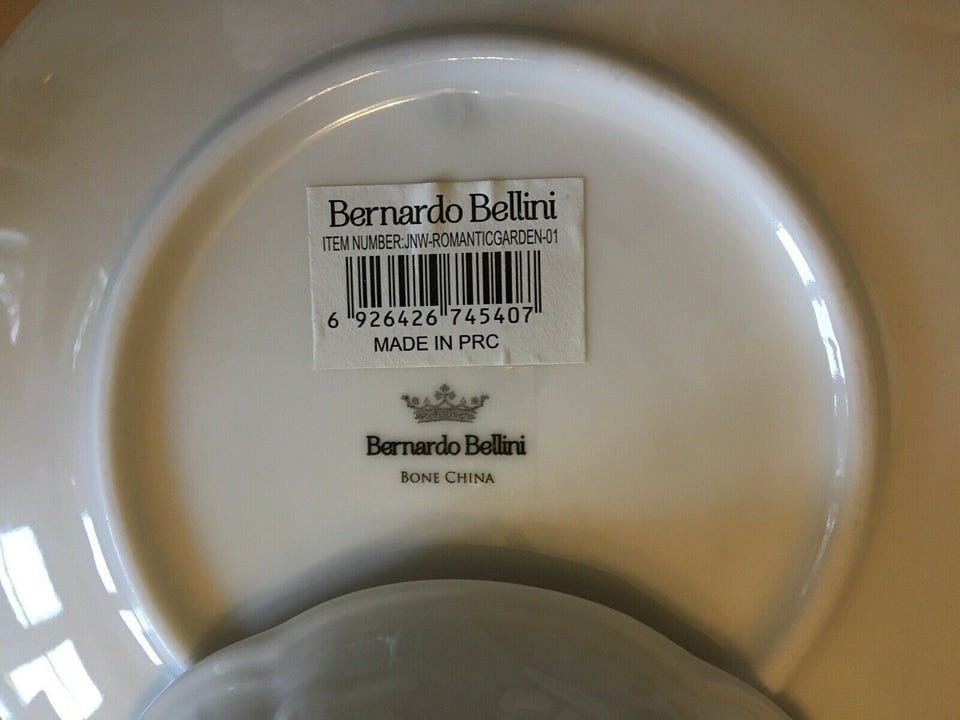 Bernardo Bellini
ITEM NUMBER:JNW-ROMANTICGARDEN-01
6 926426 745407
MADE IN PRC
Bernardo Bellini
BONE CHINA